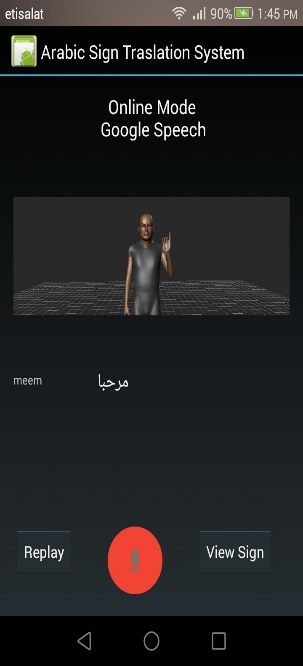 etisalat 90% 1:45 PM
Arabic Sign Traslation System
Online Mode
Google Speech
meem مرحبا
Replay View Sign